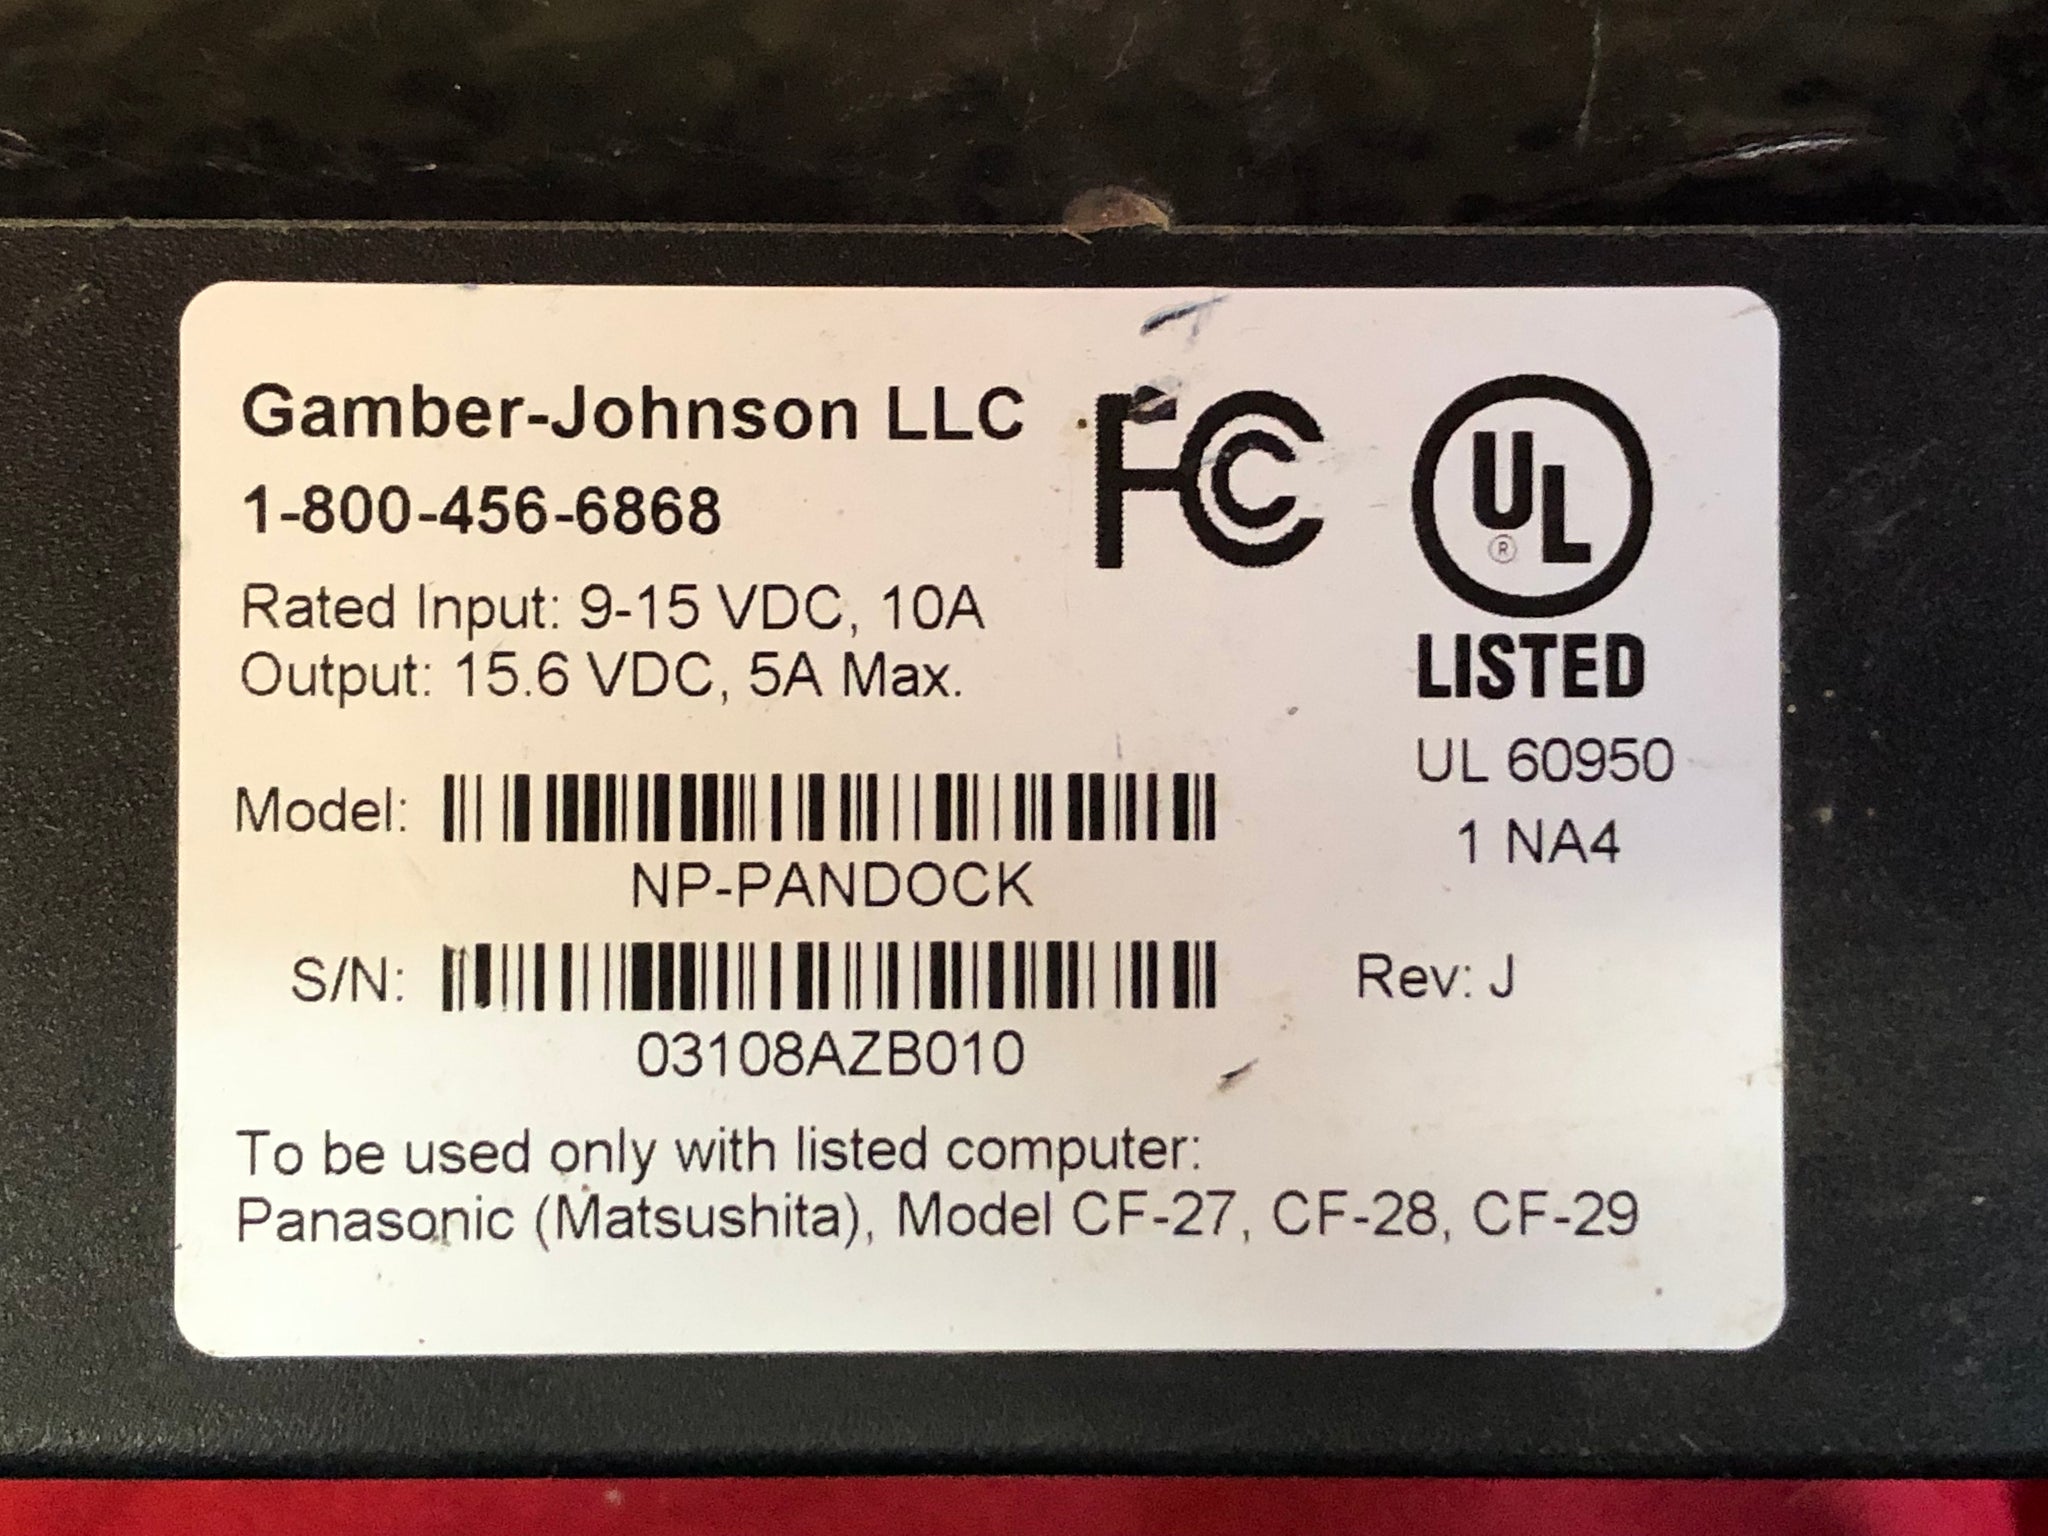 Gamber-Johnson LLC
1-800-456-6868
Rated Input: 9-15 VDC, 10A
Output: 15.6 VDC, 5A Max.
FC
UL
®
LISTED
UL 60950
1 NA4
Model:
NP-PANDOCK
S/N:
03108AZB010
Rev: J
To be used only with listed computer:
Panasonic (Matsushita), Model CF-27, CF-28, CF-29